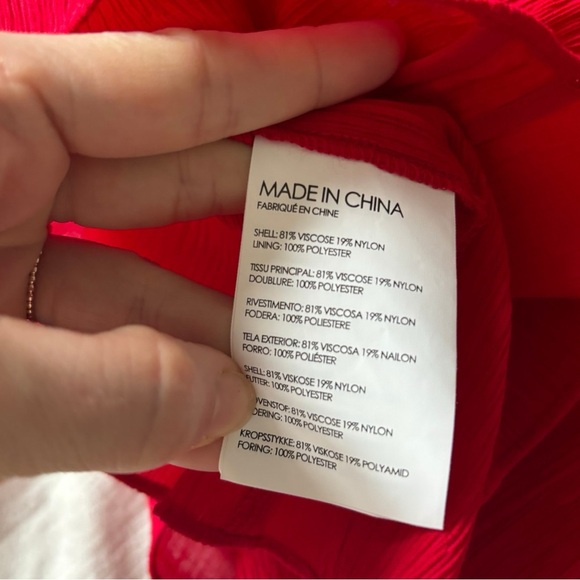 MADE IN CHINA
FABRIQUÉ EN CHINE
SHELL: 81% VISCOSE 19% NYLON
LINING: 100% POLYESTER
TISSU PRINCIPAL: 81% VISCOSE 19% NYLON
DOUBLURE: 100% POLYESTER
RIVESTIMENTO: 81% VISCOSA 19% NYLON
FODERA: 100% POLIESTERE
TELA EXTERIOR: 81% VISCOSA 19% NAILON
FORRO: 100% POLIÉSTER
SHELL: 81% VISKOSE 19% NYLON
100% POLYESTER
81% VISCOSE 19% NYLON
100% POLYESTER
KROPSSTYKKE: 81% VISKOSE 19% POLYAMID
FORING: 100% POLYESTER